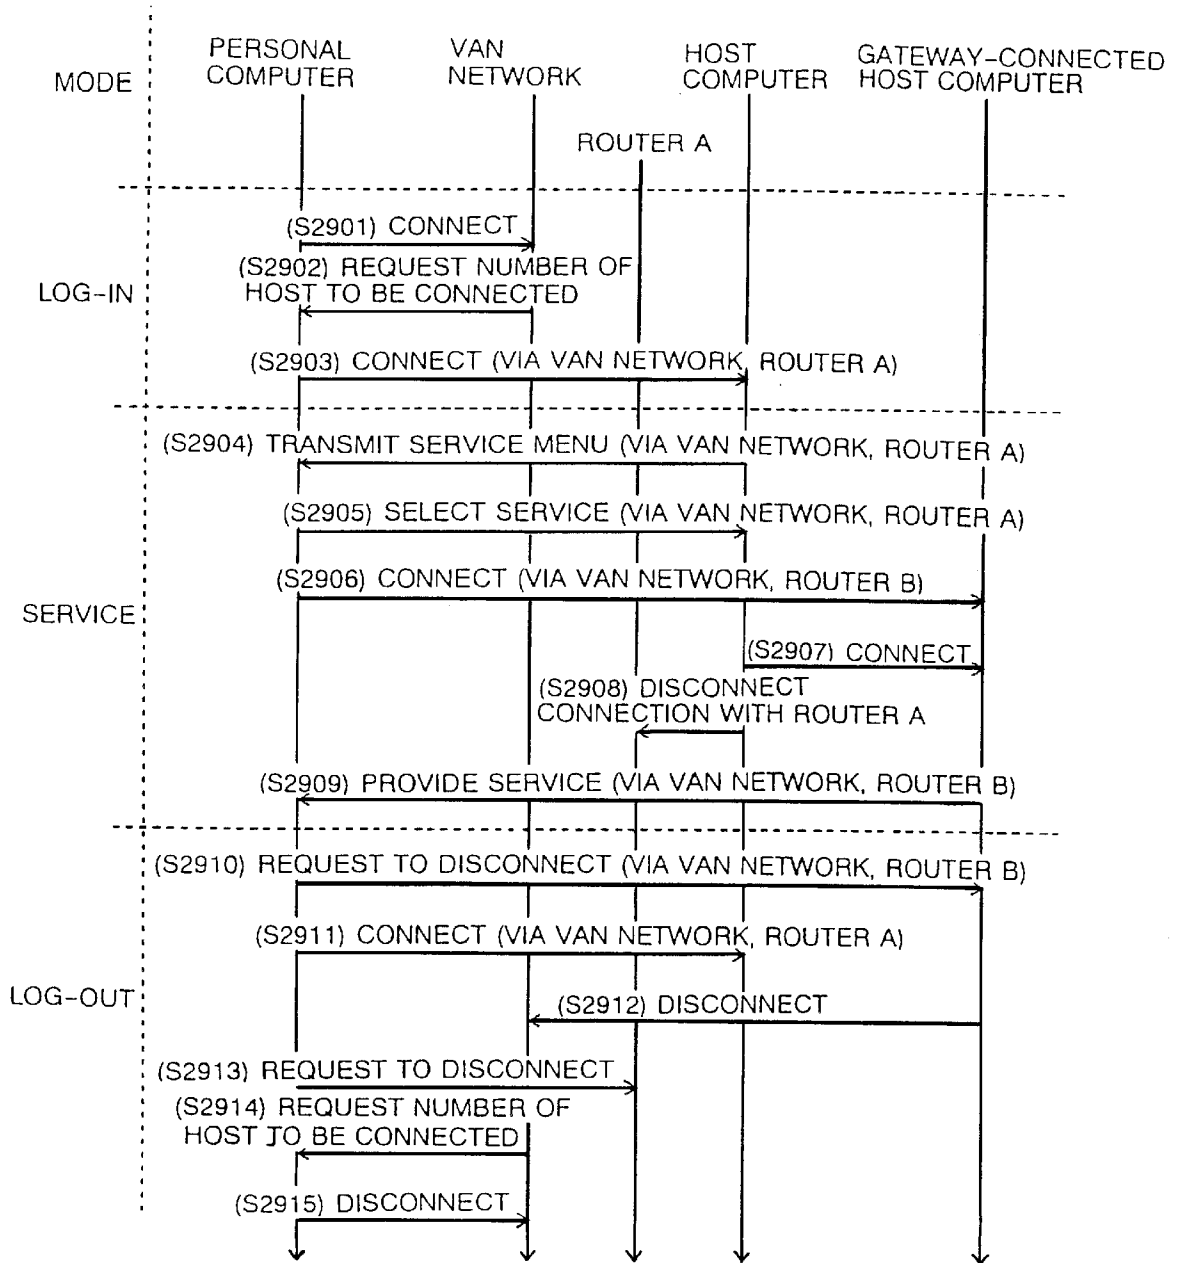 MODE
PERSONAL
COMPUTER
VAN
NETWORK
HOST
COMPUTER
GATEWAY-CONNECTED
HOST COMPUTER
ROUTER A
LOG-IN
(S2901) CONNECT
(S2902) REQUEST NUMBER OF
HOST TO BE CONNECTED
(S2903) CONNECT (VIA VAN NETWORK, ROUTER A)
SERVICE
(S2904) TRANSMIT SERVICE MENU (VIA VAN NETWORK, ROUTER A)
(S2905) SELECT SERVICE (VIA VAN NETWORK, ROUTER A)
(S2906) CONNECT (VIA VAN NETWORK, ROUTER B)
(S2907) CONNECT
(S2908) DISCONNECT
CONNECTION WITH ROUTER A
(S2909) PROVIDE SERVICE (VIA VAN NETWORK, ROUTER B)
LOG-OUT
(S2910) REQUEST TO DISCONNECT (VIA VAN NETWORK, ROUTER B)
(S2911) CONNECT (VIA VAN NETWORK, ROUTER A)
(S2912) DISCONNECT
(S2913) REQUEST TO DISCONNECT
(S2914) REQUEST NUMBER OF
HOST TO BE CONNECTED
(S2915) DISCONNECT